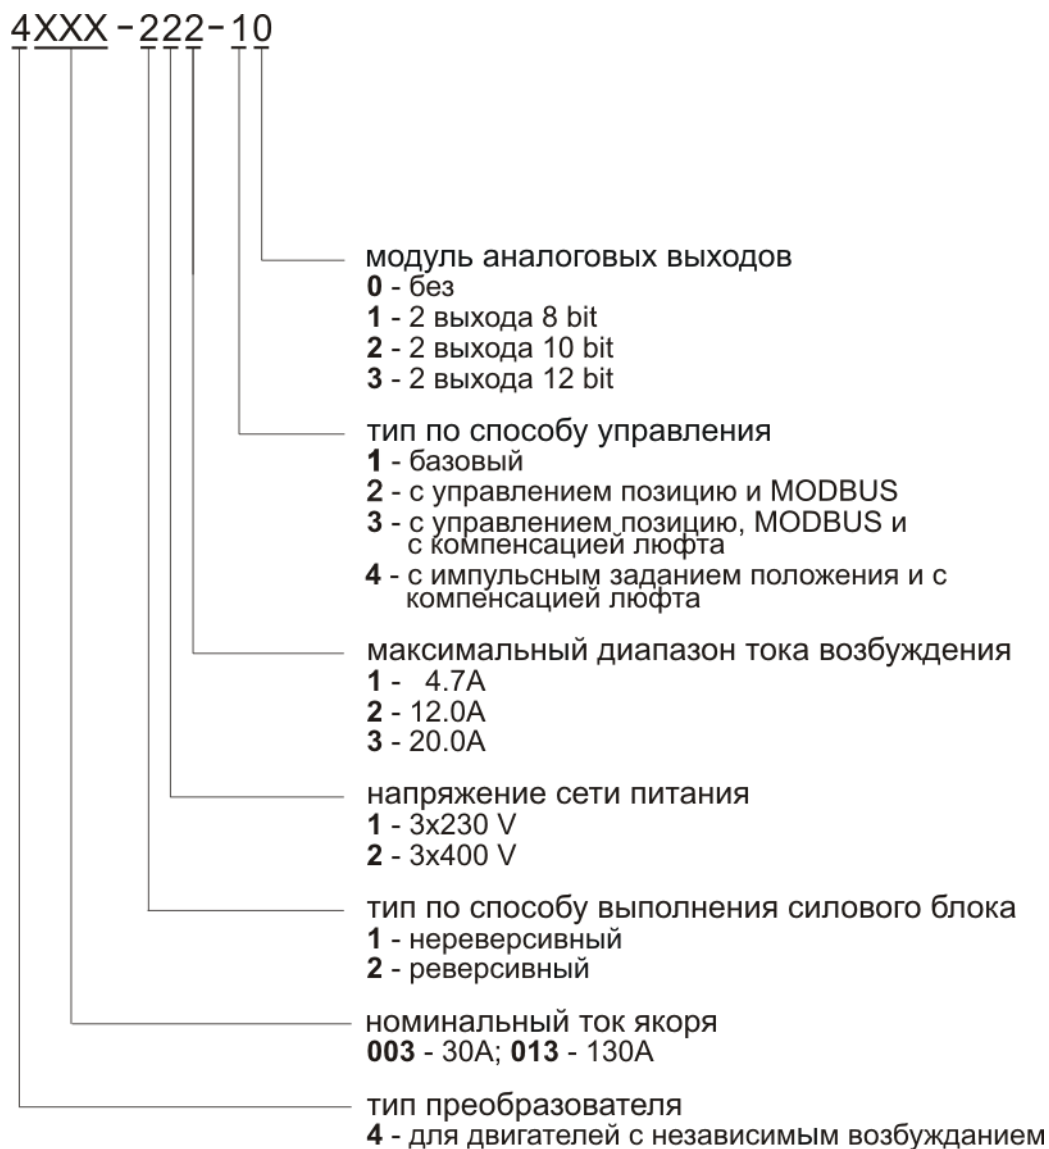 4XXX-222-10
модуль аналоговых выходов
0 - без
1 - 2 выхода 8 bit
2 - 2 выхода 10 bit
3 - 2 выхода 12 bit
тип по способу управления
1 - базовый
2 - с управлением позицию и MODBUS
3 - с управлением позицию, MODBUS и
с компенсацией люфта
4 - с импульсным заданием положения и с
компенсацией люфта
максимальный диапазон тока возбуждения
1 - 4.7A
2 - 12.0A
3 - 20.0A
напряжение сети питания
1 - 3x230 V
2 - 3x400 V
тип по способу выполнения силового блока
1 - нереверсивный
2 - реверсивный
номинальный ток якоря
003 - 30A; 013 - 130A
тип преобразователя
4 - для двигателей с независимым возбужданием